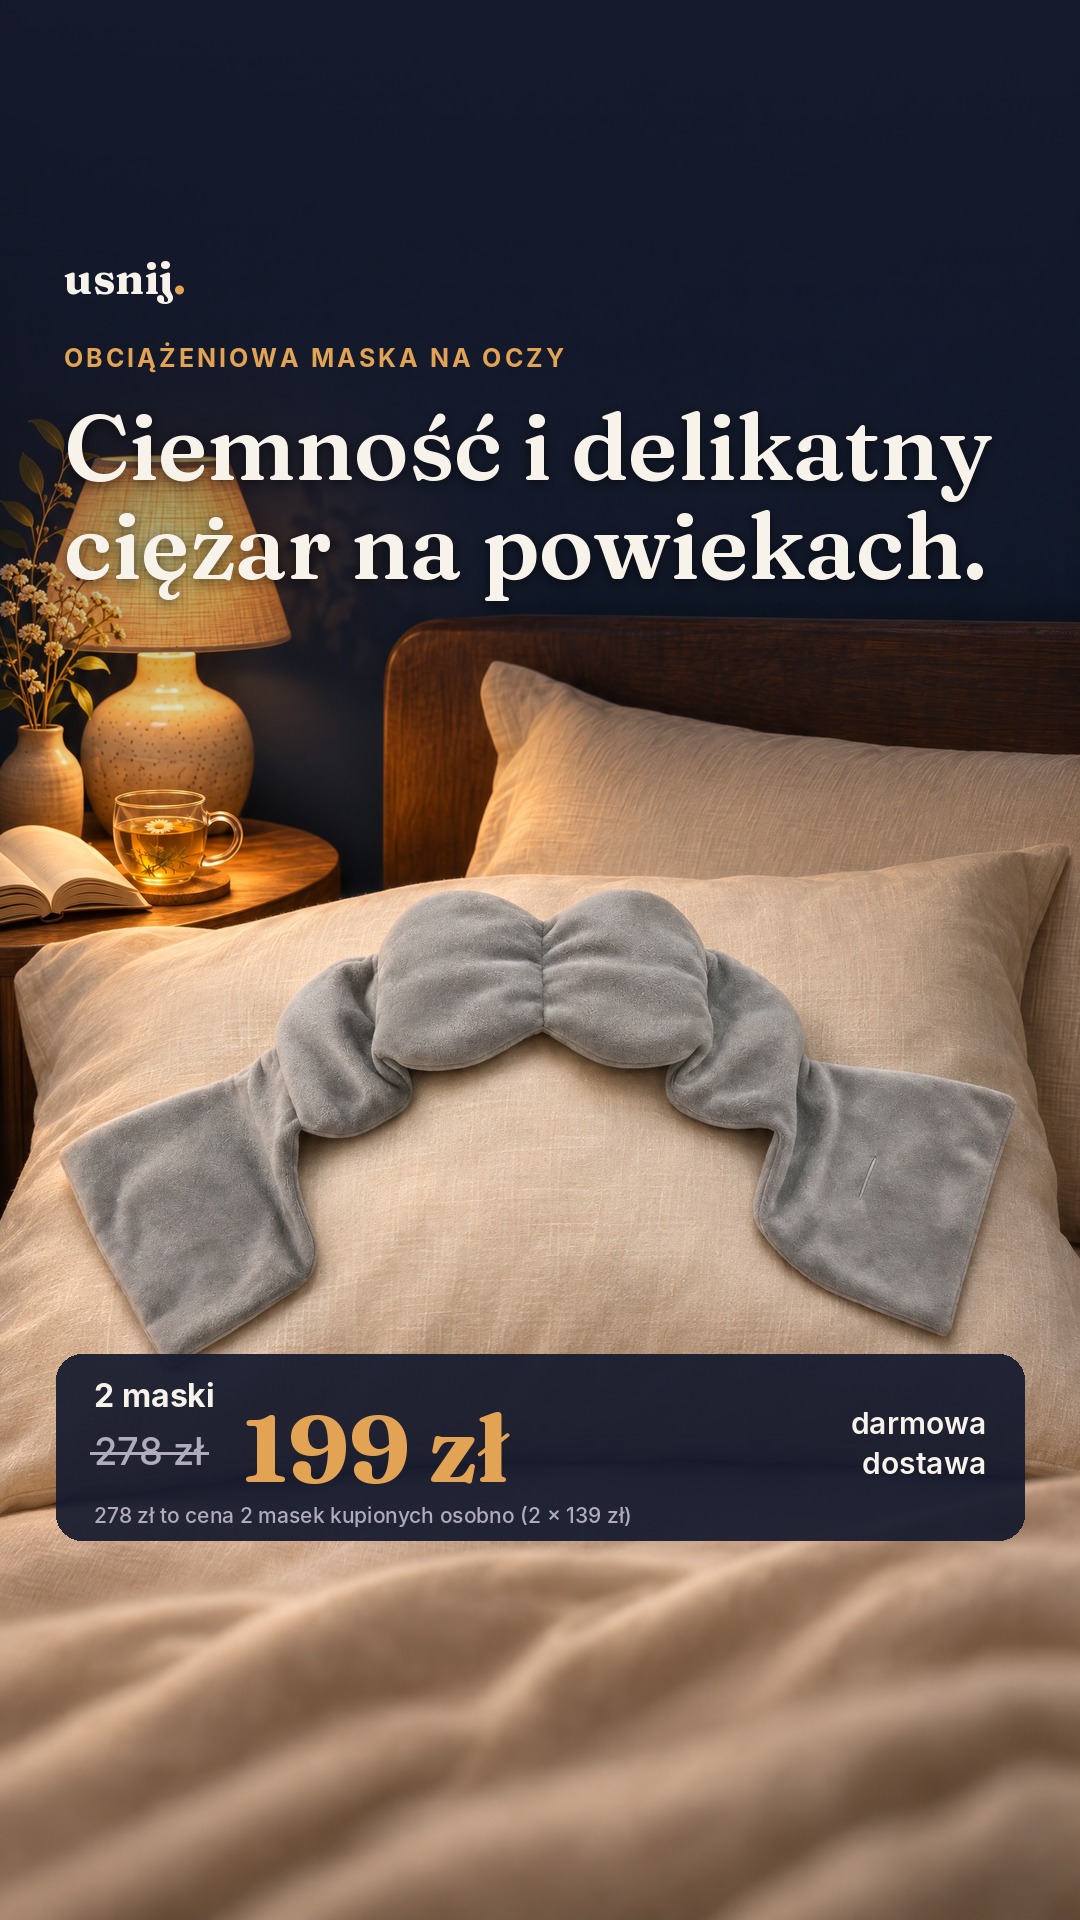 usnij.
OBCIĄŻENIOWA MASKA NA OCZY
Ciemność i delikatny
ciężar na powiekach.
2 maski
278 zł 199 zł
darmowa
dostawa
278 zł to cena 2 masek kupionych osobno (2 × 139 zł)